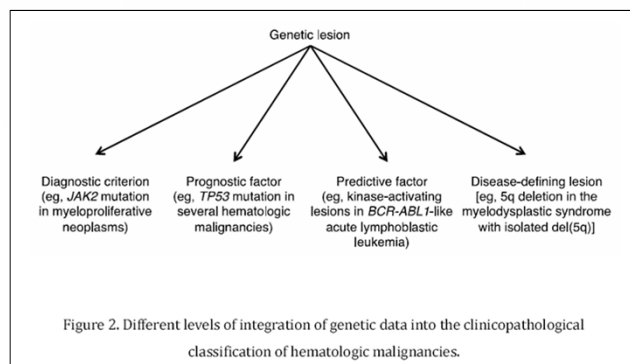 Genetic lesion
Diagnostic criterion
(eg, JAK2 mutation
in myeloproliferative
neoplasms)
Prognostic factor
(eg, TP53 mutation in
several hematologic
malignancies)
Predictive factor
(eg, kinase-activating
lesions in BCR-ABL1-like
acute lymphoblastic
leukemia)
Disease-defining lesion
[eg, 5q deletion in the
myelodysplastic syndrome
with isolated del(5q)]
Figure 2. Different levels of integration of genetic data into the clinicopathological
classification of hematologic malignancies.